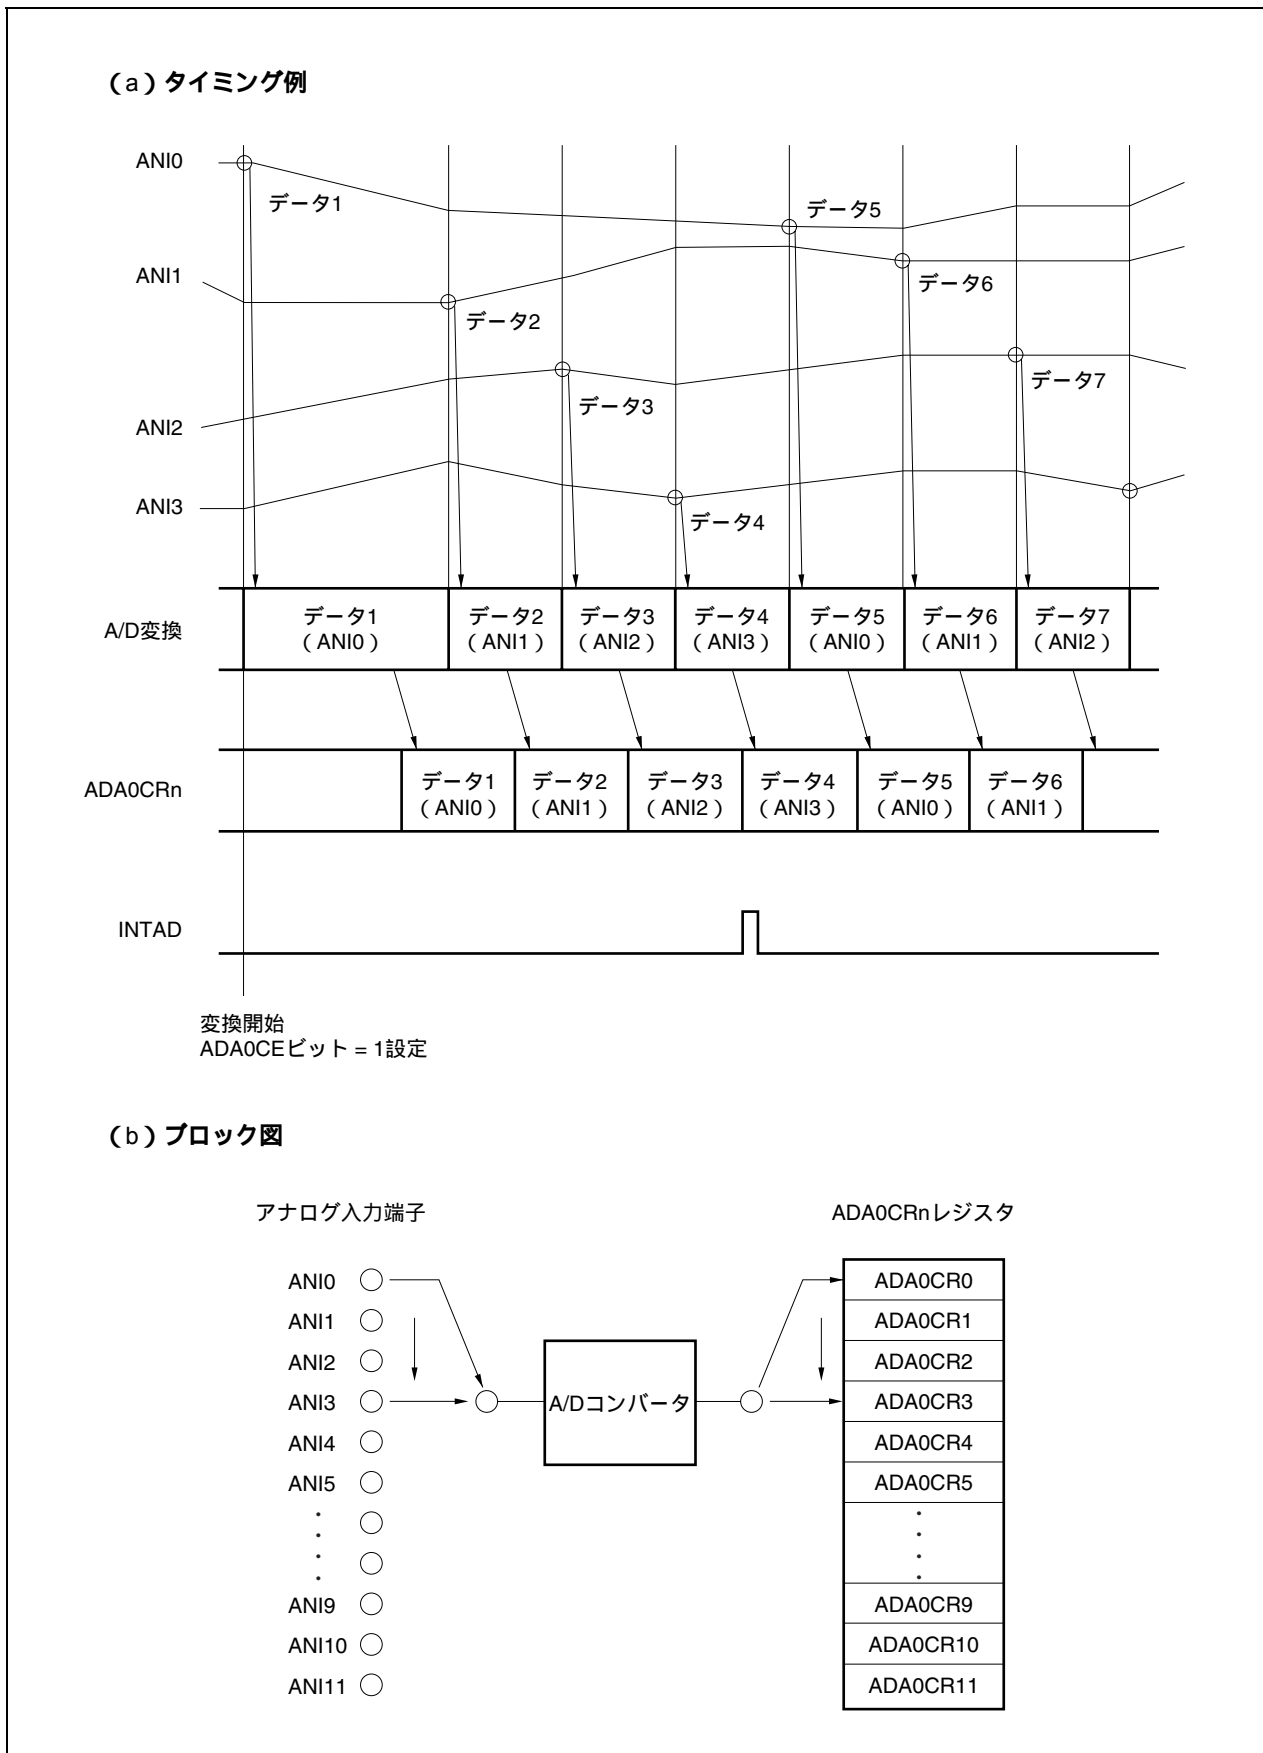 （a）タイミング例
ANI0
データ1
データ5
ANI1
データ6
データ2
データ7
データ3
ANI2
ANI3
データ4
A/D変換
データ1
（ANI0）
データ2
（ANI1）
データ3
（ANI2）
データ4
（ANI3）
データ5
（ANI0）
データ6
（ANI1）
データ7
（ANI2）
ADA0CRn
データ1
（ANI0）
データ2
（ANI1）
データ3
（ANI2）
データ4
（ANI3）
データ5
（ANI0）
データ6
（ANI1）
INTAD
変換開始
ADA0CEビット = 1設定
（b）ブロック図
アナログ入力端子
ADA0CRnレジスタ
ANI0
ANI1
ANI2
ANI3
ANI4
ANI5
ANI9
ANI10
ANI11
A/Dコンバータ
ADA0CR0
ADA0CR1
ADA0CR2
ADA0CR3
ADA0CR4
ADA0CR5
ADA0CR9
ADA0CR10
ADA0CR11